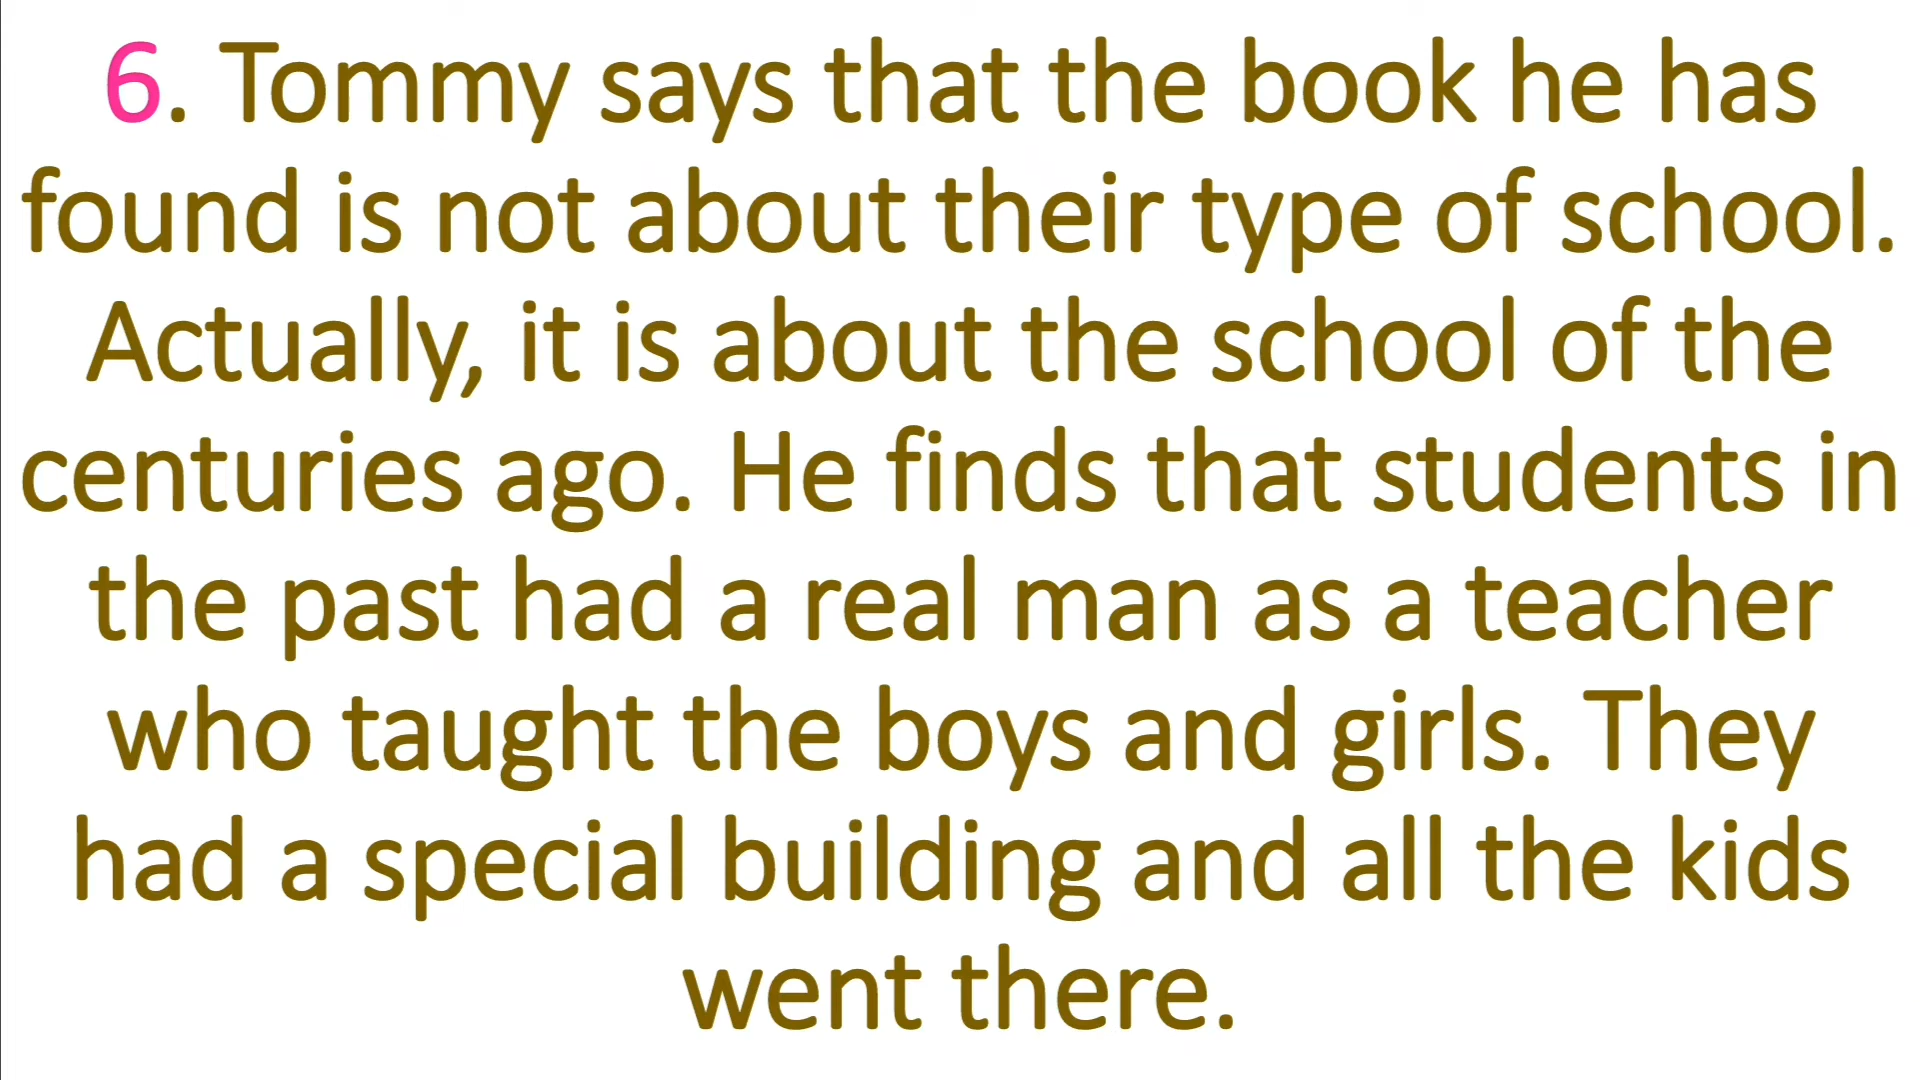 6. Tommy says that the book he has
found is not about their type of school.
Actually, it is about the school of the
centuries ago. He finds that students in
the past had a real man as a teacher
who taught the boys and girls. They
had a special building and all the kids
went there.